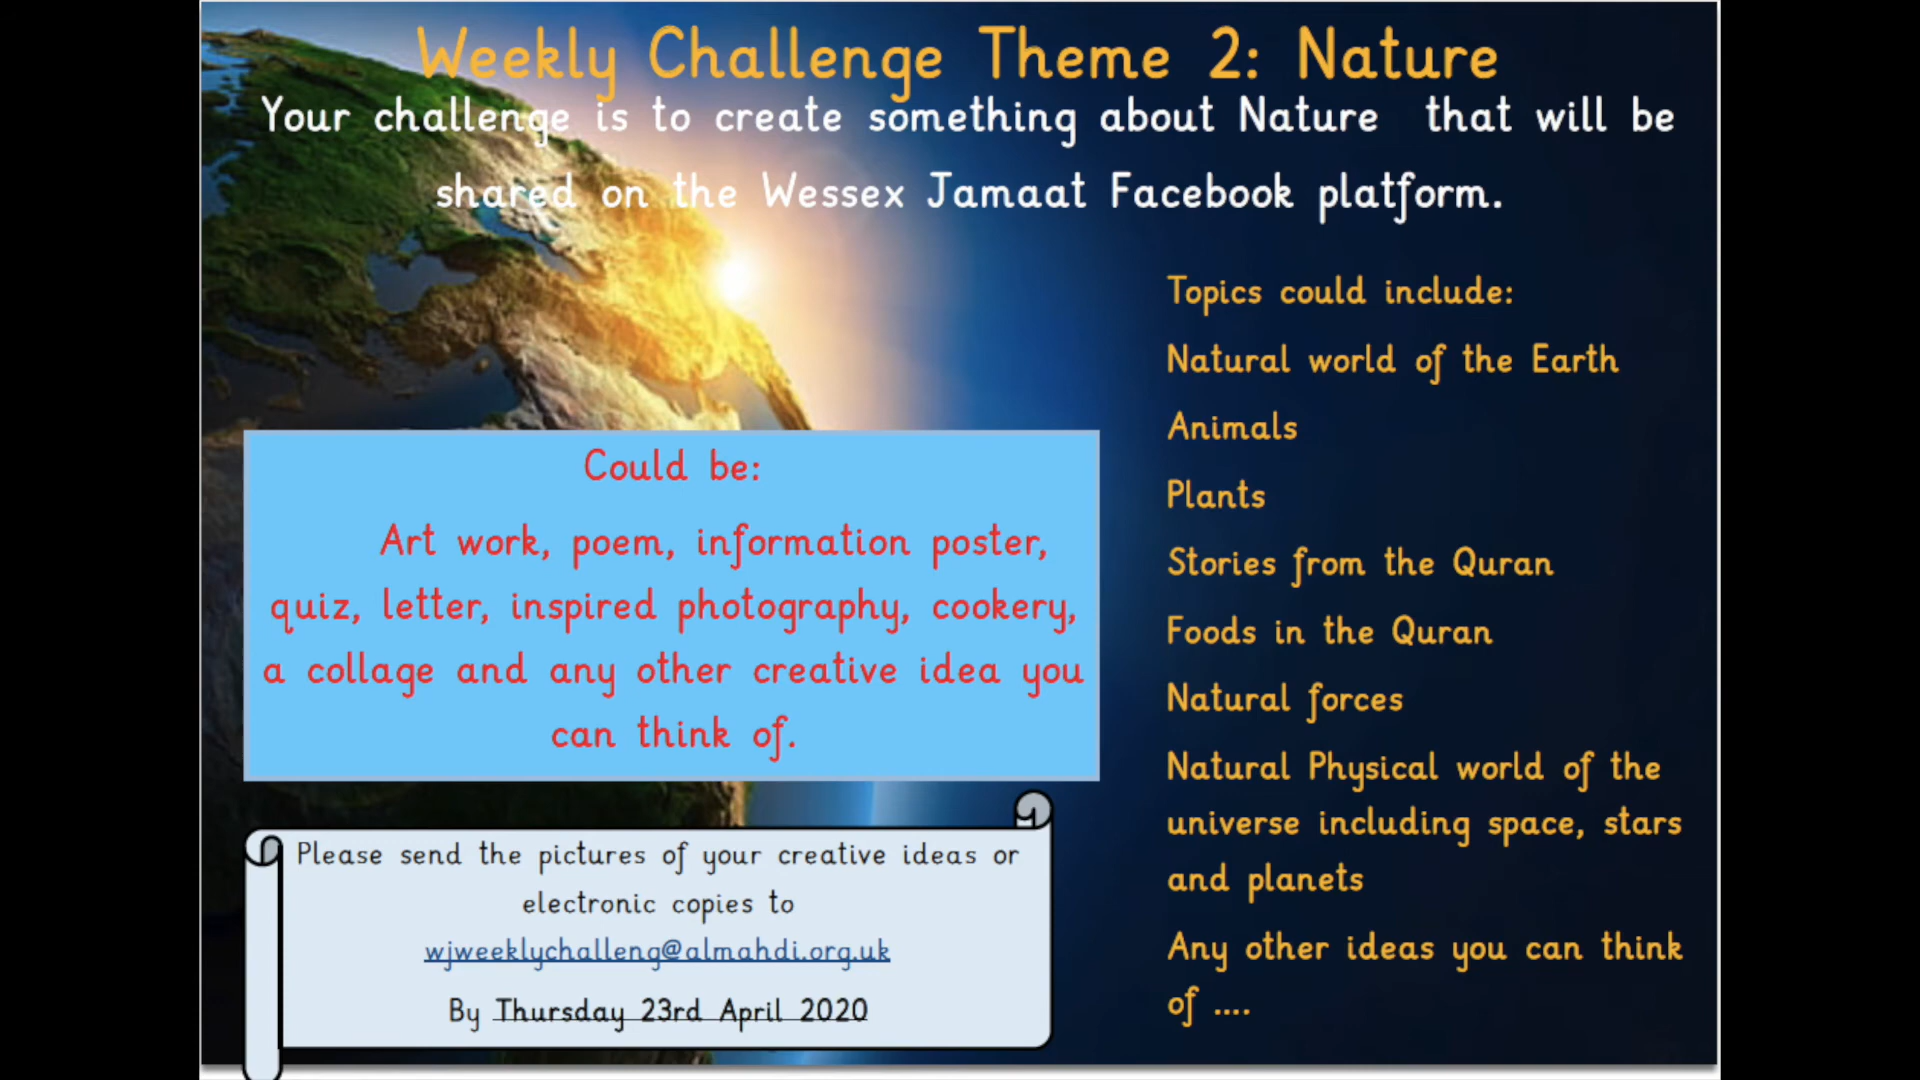 Weekly Challenge Theme 2: Nature
Your challenge is to create something about Nature that will be
shared on the Wessex Jamaat Facebook platform.
Could be:
Art work, poem, information poster,
quiz, letter, inspired photography, cookery,
a collage and any other creative idea you
can think of.
Please send the pictures of your creative ideas or
electronic copies to
wjweeklychalleng@almahdi.org.uk
By Thursday 23rd April 2020
Topics could include:
Natural world of the Earth
Animals
Plants
Stories from the Quran
Foods in the Quran
Natural forces
Natural Physical world of the
universe including space, stars
and planets
Any other ideas you can think
of ....